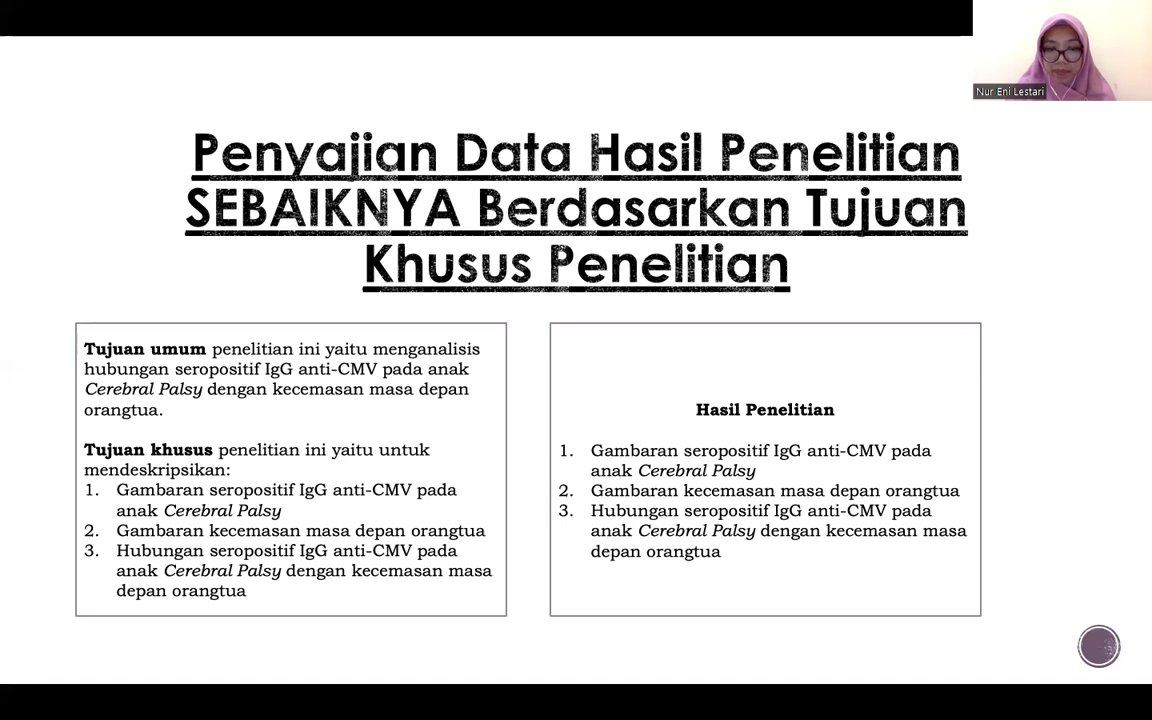 Nur Eni Lestari
Penyajian Data Hasil Penelitian
SEBAIKNYA Berdasarkan Tujuan
Khusus Penelitian
Tujuan umum penelitian ini yaitu menganalisis
hubungan seropositif IgG anti-CMV pada anak
Cerebral Palsy dengan kecemasan masa depan
orangtua.
Tujuan khusus penelitian ini yaitu untuk
mendeskripsikan:
1. Gambaran seropositif IgG anti-CMV pada
anak Cerebral Palsy
2. Gambaran kecemasan masa depan orangtua
3. Hubungan seropositif IgG anti-CMV pada
anak Cerebral Palsy dengan kecemasan masa
depan orangtua
Hasil Penelitian
1. Gambaran seropositif IgG anti-CMV pada
anak Cerebral Palsy
2. Gambaran kecemasan masa depan orangtua
3. Hubungan seropositif IgG anti-CMV pada
anak Cerebral Palsy dengan kecemasan masa
depan orangtua